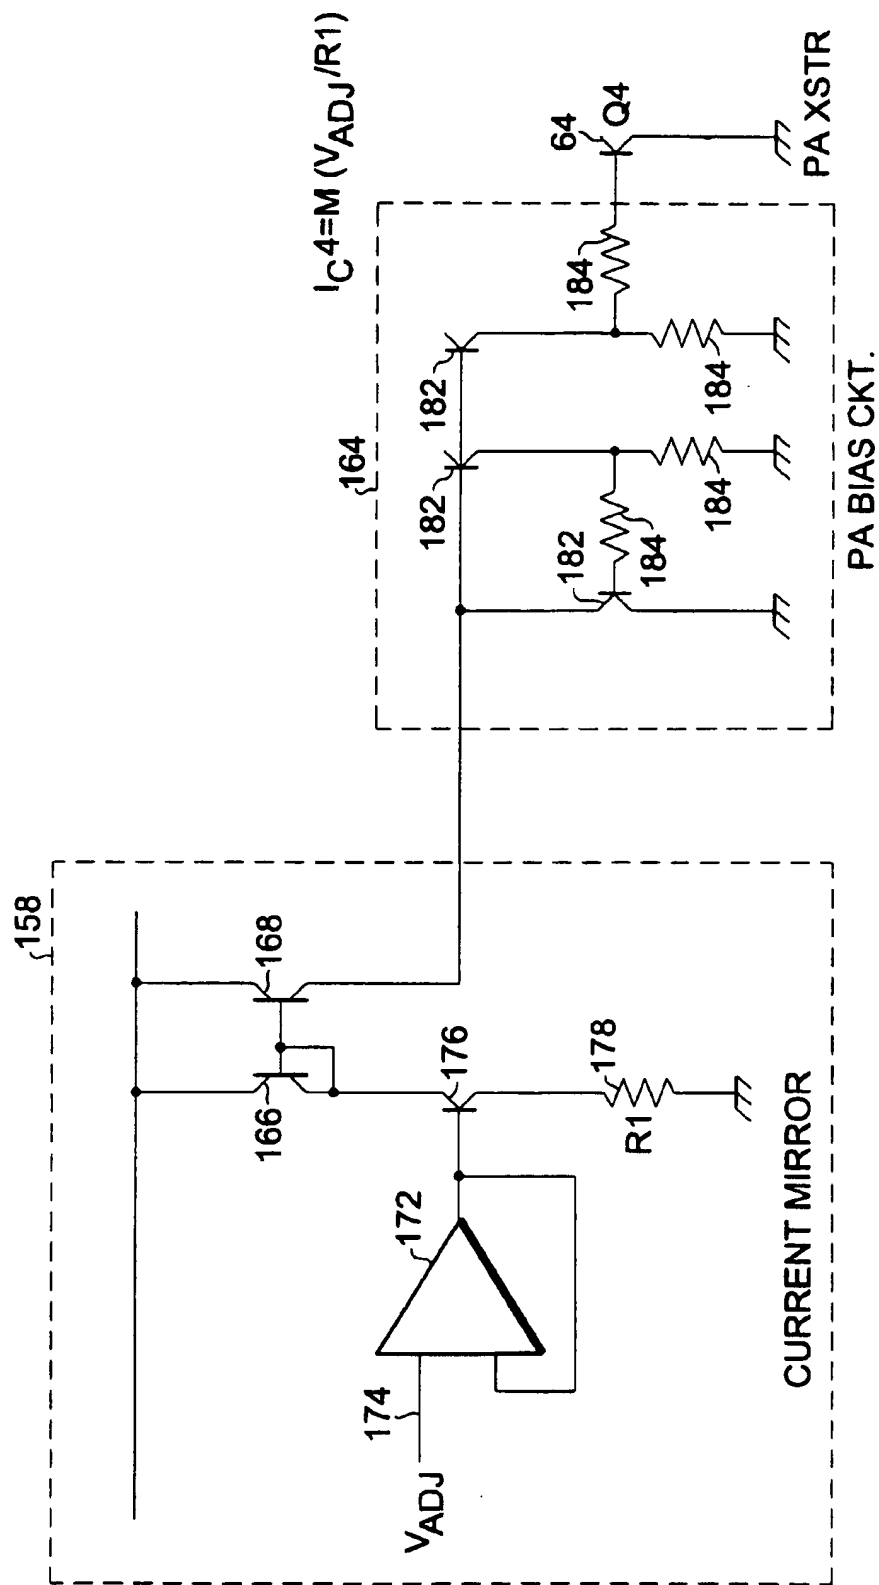 158
166
168
172
174
V_ADJ
176
178
R1
CURRENT MIRROR
164
182
182
182
184
184
184
184
I_C4=M (V_ADJ/R1)
64
Q4
PA BIAS CKT.
PA XSTR